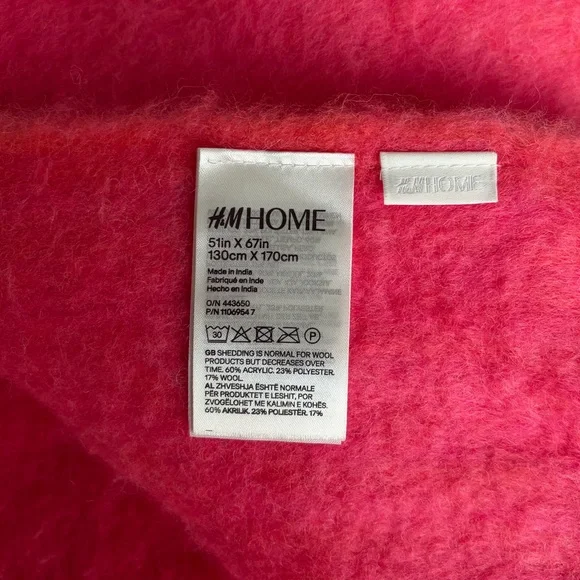 H&M HOME
51in X 67in
130cm X 170cm
Made in India
Fabriqué en Inde
Hecho en India
O/N 443650
P/N 1106954 7
30 P
GB SHEDDING IS NORMAL FOR WOOL
PRODUCTS BUT DECREASES OVER
TIME. 60% ACRYLIC. 23% POLYESTER.
17% WOOL.
AL ZHVESHJA ËSHTË NORMALE
PËR PRODUKTET E LESHIT, POR
ZVOGËLOHET ME KALIMIN E KOHËS.
60% AKRILIK. 23% POLIESTËR. 17%
H&M HOME